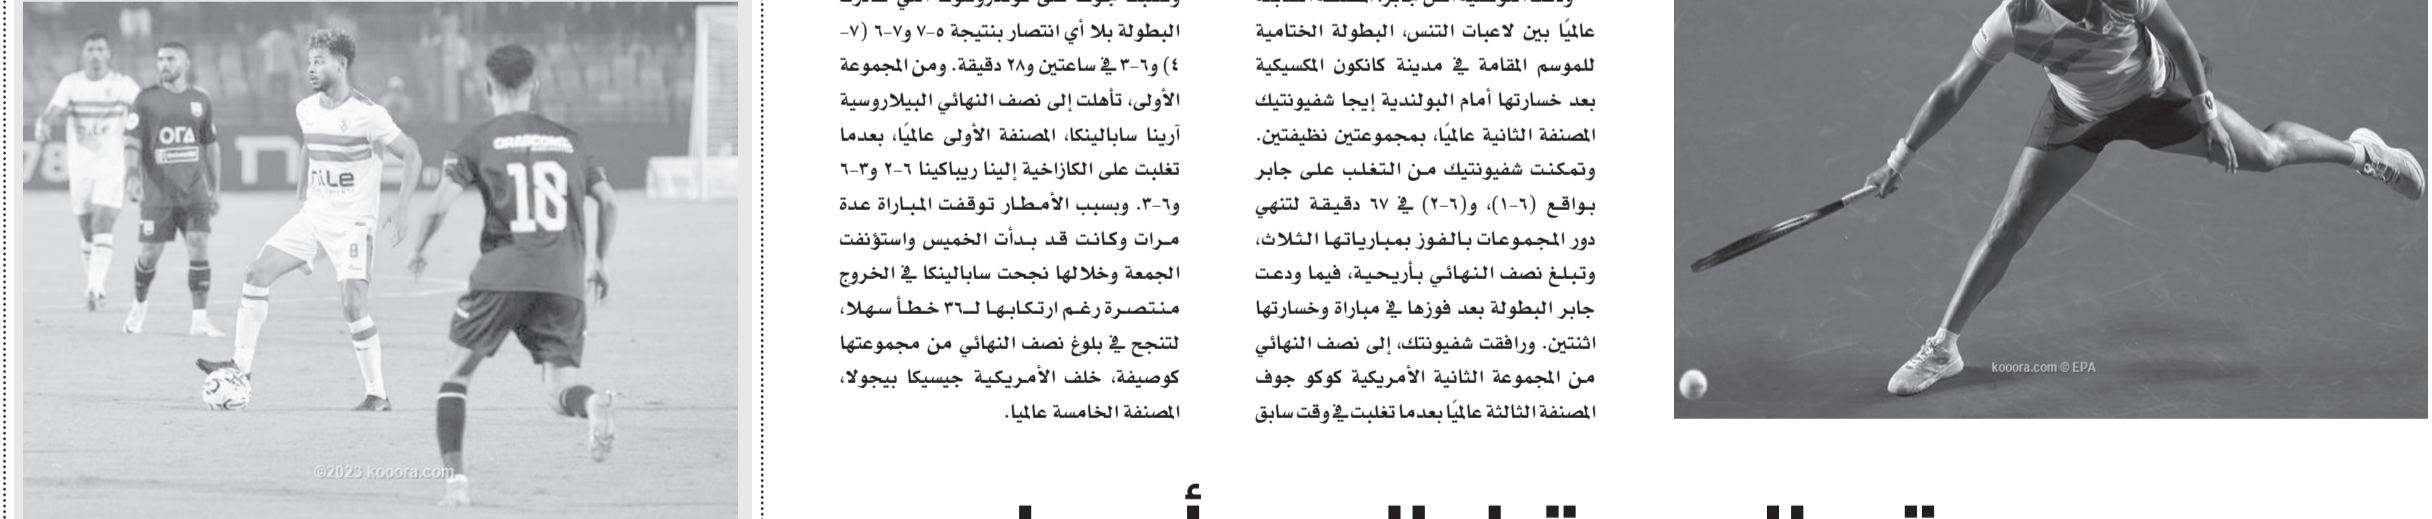 عالميًا بين لاعبات التنس، البطولة الختامية
للموسم المقامة في مدينة كانكون المكسيكية
بعد خسارتها أمام البولندية إيجا شفيونتيك
المصنفة الثانية عالميًا، بمجموعتين نظيفتين.
وتمكنت شفيونتيك من التغلب على جابر
بواقع (٦-١)، و(٦-٢) في ٦٧ دقيقة لتنهي
دور المجموعات بالفوز بمبارياتها الثلاث،
وتبلغ نصف النهائي بأريحية، فيما ودعت
جابر البطولة بعد فوزها في مباراة وخسارتها
اثنتين. ورافقت شفيونتك، إلى نصف النهائي
من المجموعة الثانية الأمريكية كوكو جوف
المصنفة الثالثة عالميًا بعدما تغلبت في وقت سابق
البطولة بلا أي انتصار بنتيجة ٥-٧ و٧-٦ (٧-
٤) و٦-٣ في ساعتين و٢٨ دقيقة. ومن المجموعة
الأولى، تأهلت إلى نصف النهائي البيلاروسية
آرينا سابالينكا، المصنفة الأولى عالميًا، بعدما
تغلبت على الكازاخية إلينا ريباكينا ٦-٢ و٣-٦
و٦-٣. وبسبب الأمطار توقفت المباراة عدة
مرات وكانت قد بدأت الخميس واستؤنفت
الجمعة وخلالها نجحت سابالينكا في الخروج
منتصرة رغم ارتكابها لــ٣٦ خطأ سهلا،
لتنجح في بلوغ نصف النهائي من مجموعتها
كوصيفة، خلف الأمريكية جيسيكا بيجولا،
المصنفة الخامسة عالميا.
kooora.com © EPA
©2023 kooora.com
ORA
nile
8
18
78